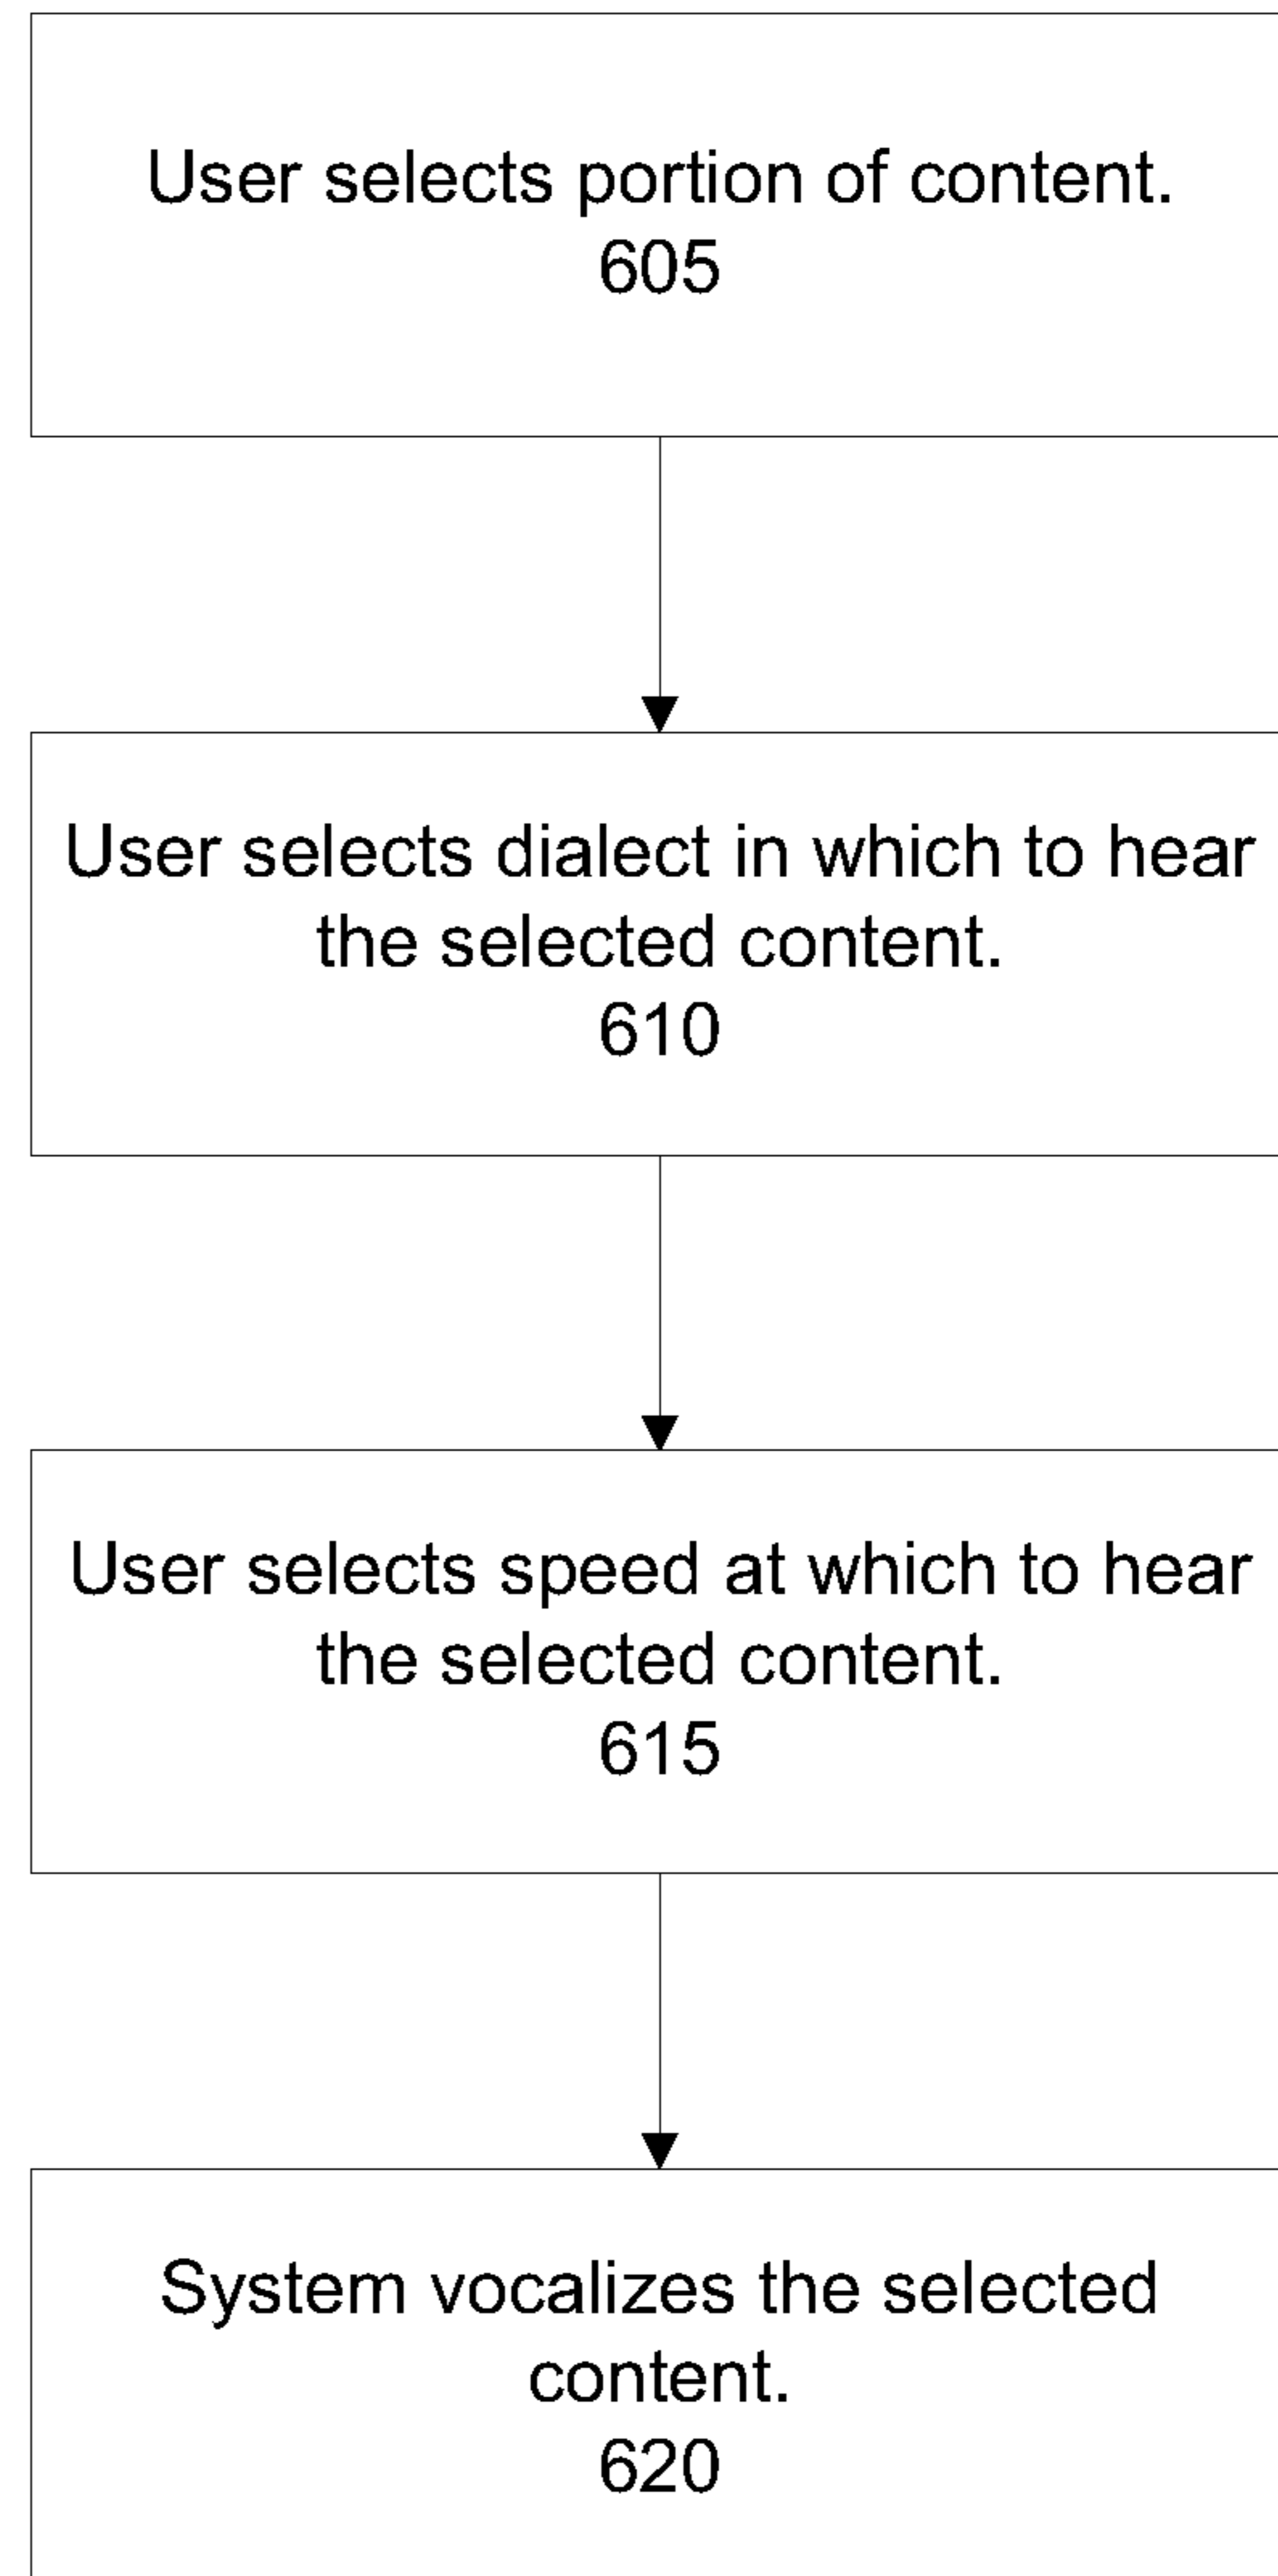 User selects portion of content.
605
User selects dialect in which to hear
the selected content.
610
User selects speed at which to hear
the selected content.
615
System vocalizes the selected
content.
620